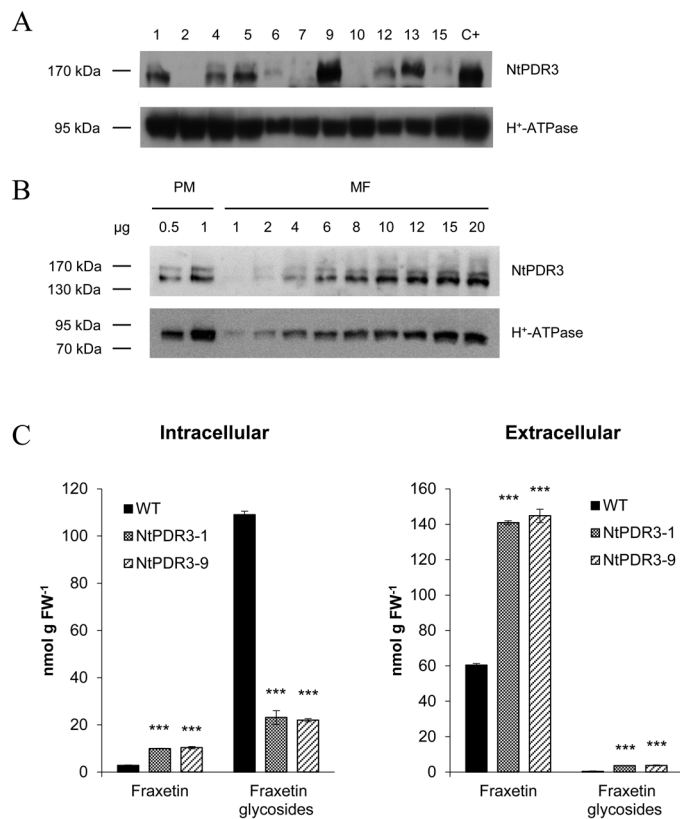 A
1 2 4 5 6 7 9 10 12 13 15 C+
170 kDa
NtPDR3
95 kDa
H⁺-ATPase
B
PM MF
µg 0.5 1 1 2 4 6 8 10 12 15 20
170 kDa
130 kDa
NtPDR3
95 kDa
70 kDa
H⁺-ATPase
C
Intracellular
nmol g FW⁻¹
120
100
80
60
40
20
0
WT
NtPDR3-1
NtPDR3-9
*** ***
*** ***
Fraxetin
Fraxetin
glycosides
Extracellular
nmol g FW⁻¹
160
140
120
100
80
60
40
20
0
*** ***
WT
NtPDR3-1
NtPDR3-9
*** ***
Fraxetin
Fraxetin
glycosides